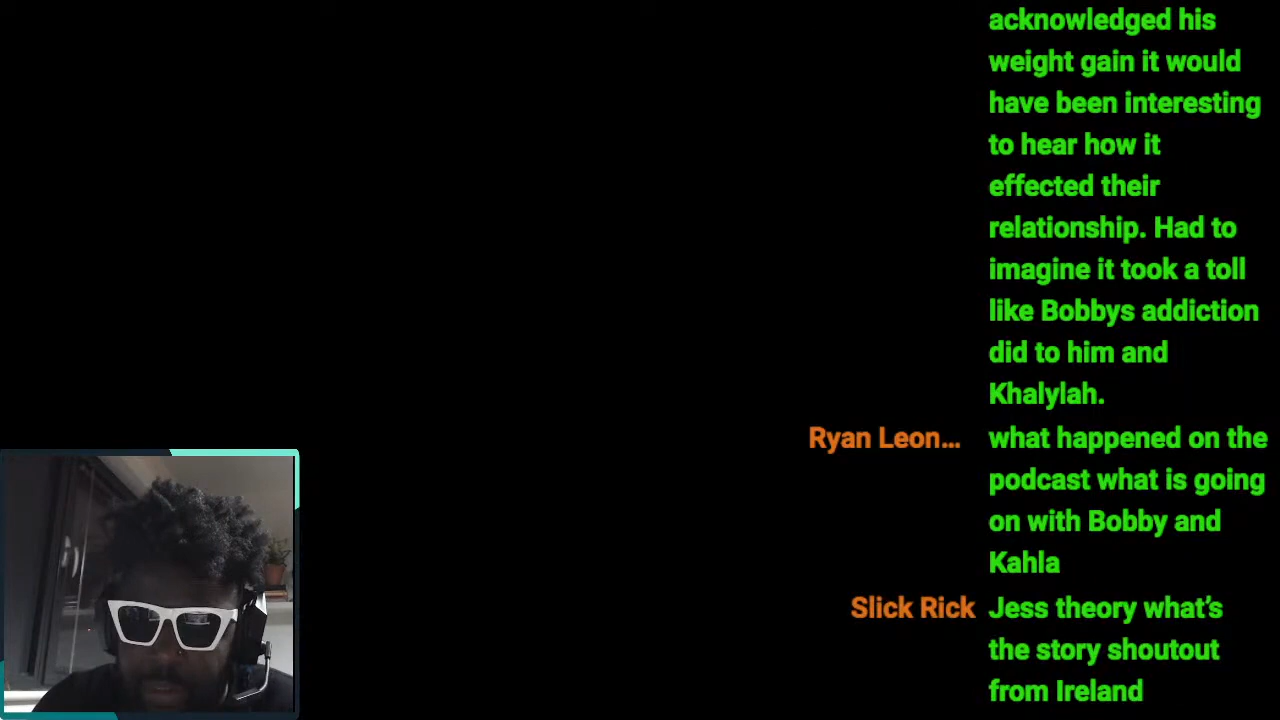 acknowledged his
weight gain it would
have been interesting
to hear how it
effected their
relationship. Had to
imagine it took a toll
like Bobbys addiction
did to him and
Khalylah.
Ryan Leon… what happened on the
podcast what is going
on with Bobby and
Kahla
Slick Rick Jess theory what’s
the story shoutout
from Ireland